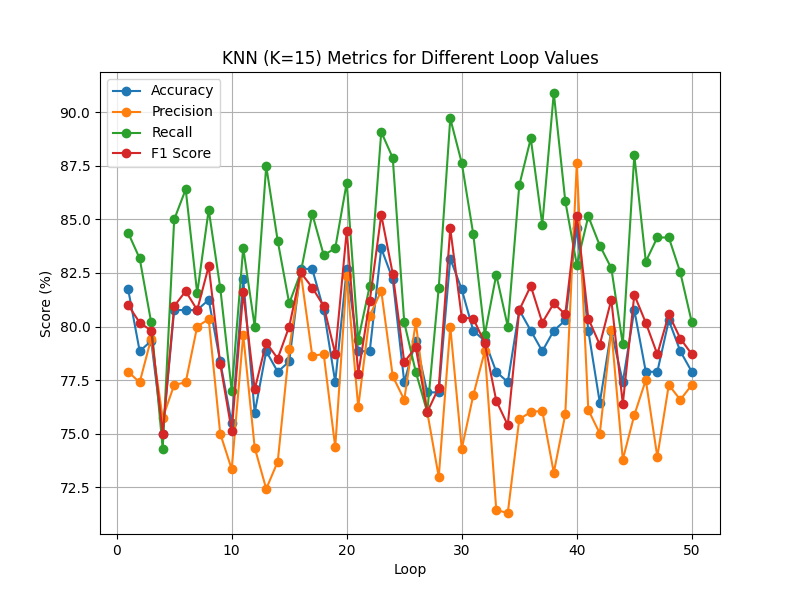 KNN (K=15) Metrics for Different Loop Values
Accuracy
Precision
Recall
F1 Score
90.0
87.5
85.0
82.5
80.0
77.5
75.0
72.5
Score (%)
0 10 20 30 40 50
Loop